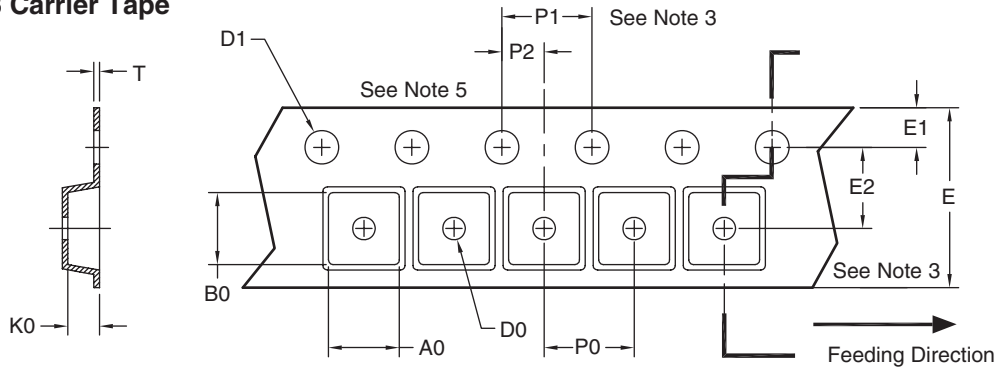 Carrier Tape
P1
See Note 3
D1
P2
T
See Note 5
E1
E2
E
B0
See Note 3
K0
D0
A0
P0
Feeding Direction